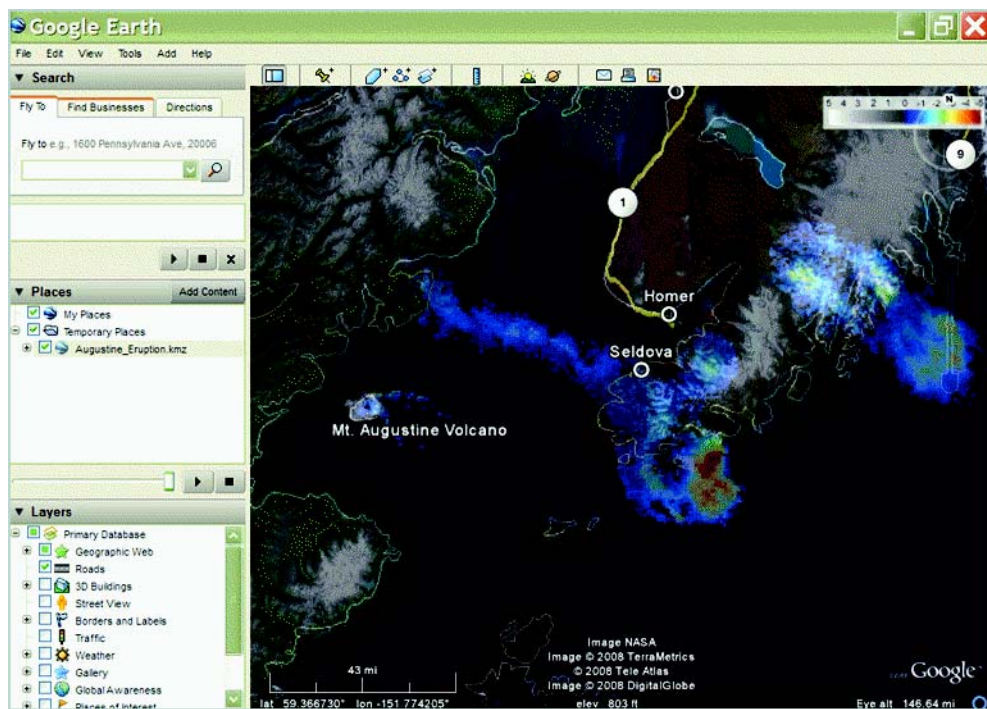 Google Earth
File Edit View Tools Add Help
Search
Fly To Find Businesses Directions
Fly to e.g., 1600 Pennsylvania Ave, 20006
Places Add Content
My Places
Temporary Places
Augustine_Eruption.kmz
Layers
Primary Database
Geographic Web
Roads
3D Buildings
Street View
Borders and Labels
Traffic
Weather
Gallery
Global Awareness
Places of Interest
5 4 3 2 1 0 -1 -2 -4 -5
N
9
1
Homer
Seldova
Mt. Augustine Volcano
Image NASA
Image © 2008 TerraMetrics
© 2008 Tele Atlas
Image © 2008 DigitalGlobe
Google
43 mi
lat 59.366730° lon -151.774205° elev 803 ft Eye alt 146.64 mi